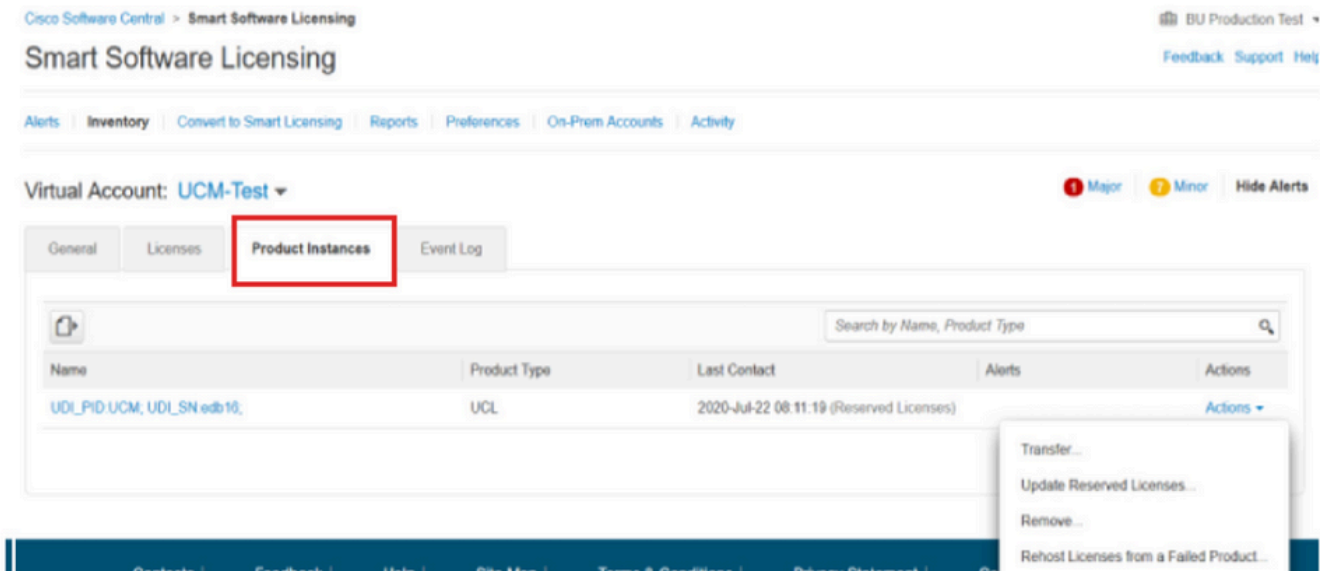 Cisco Software Central > Smart Software Licensing
BU Production Test
Smart Software Licensing
Feedback Support Help
Alerts Inventory Convert to Smart Licensing Reports Preferences On-Prem Accounts Activity
Virtual Account: UCM-Test
1 Major 7 Minor Hide Alerts
General Licenses Product Instances Event Log
Search by Name, Product Type
Name Product Type Last Contact Alerts Actions
UDI_PID:UCM; UDI_SN:edb16; UCL 2020-Jul-22 08:11:19 (Reserved Licenses) Actions
Transfer...
Update Reserved Licenses...
Remove...
Rehost Licenses from a Failed Product...
Contacts | Feedback | Help | Site Map | Terms & Conditions | Privacy Statement |